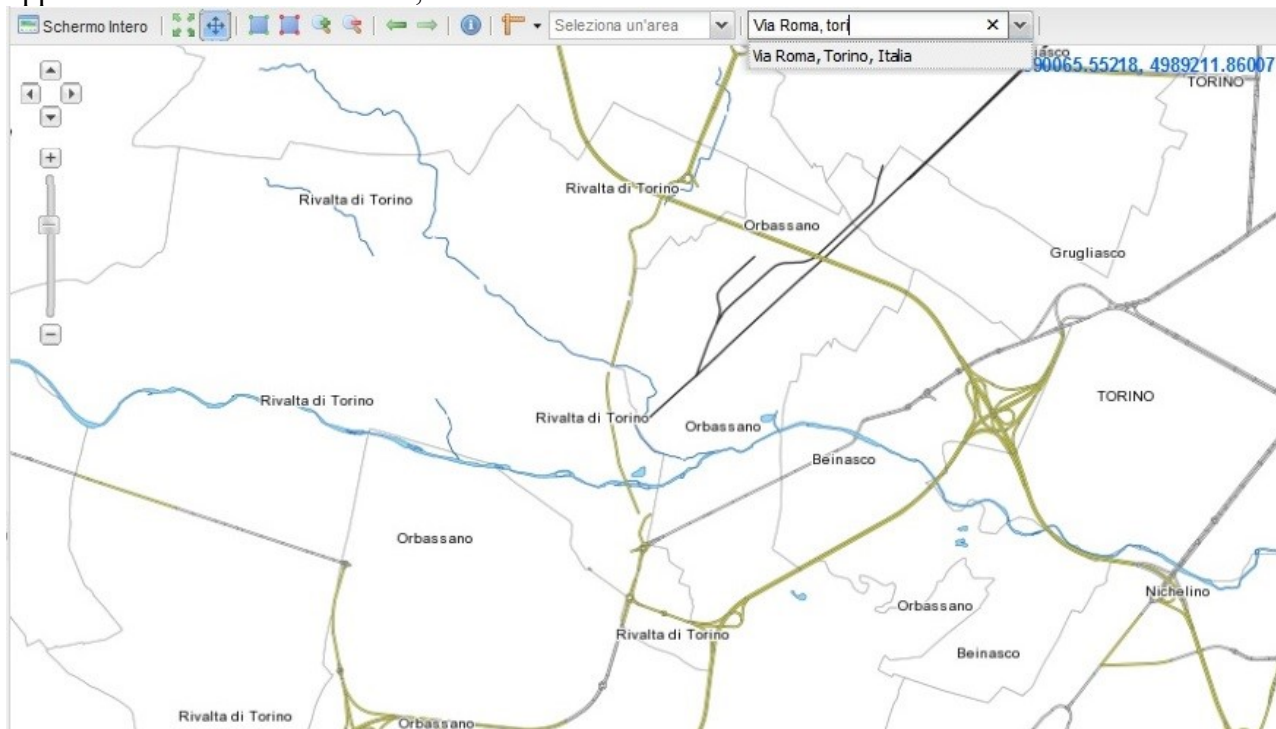 Schermo Intero Seleziona un'area Via Roma, tori
Via Roma, Torino, Italia
90065.55218, 4989211.86007
TORINO
Rivalta di Torino
Rivalta di Torino
Orbassano
Grugliasco
TORINO
Rivalta di Torino
Rivalta di Torino
Orbassano
Beinasco
Orbassano
Nichelino
Orbassano
Rivalta di Torino
Beinasco
Rivalta di Torino
Orbassano